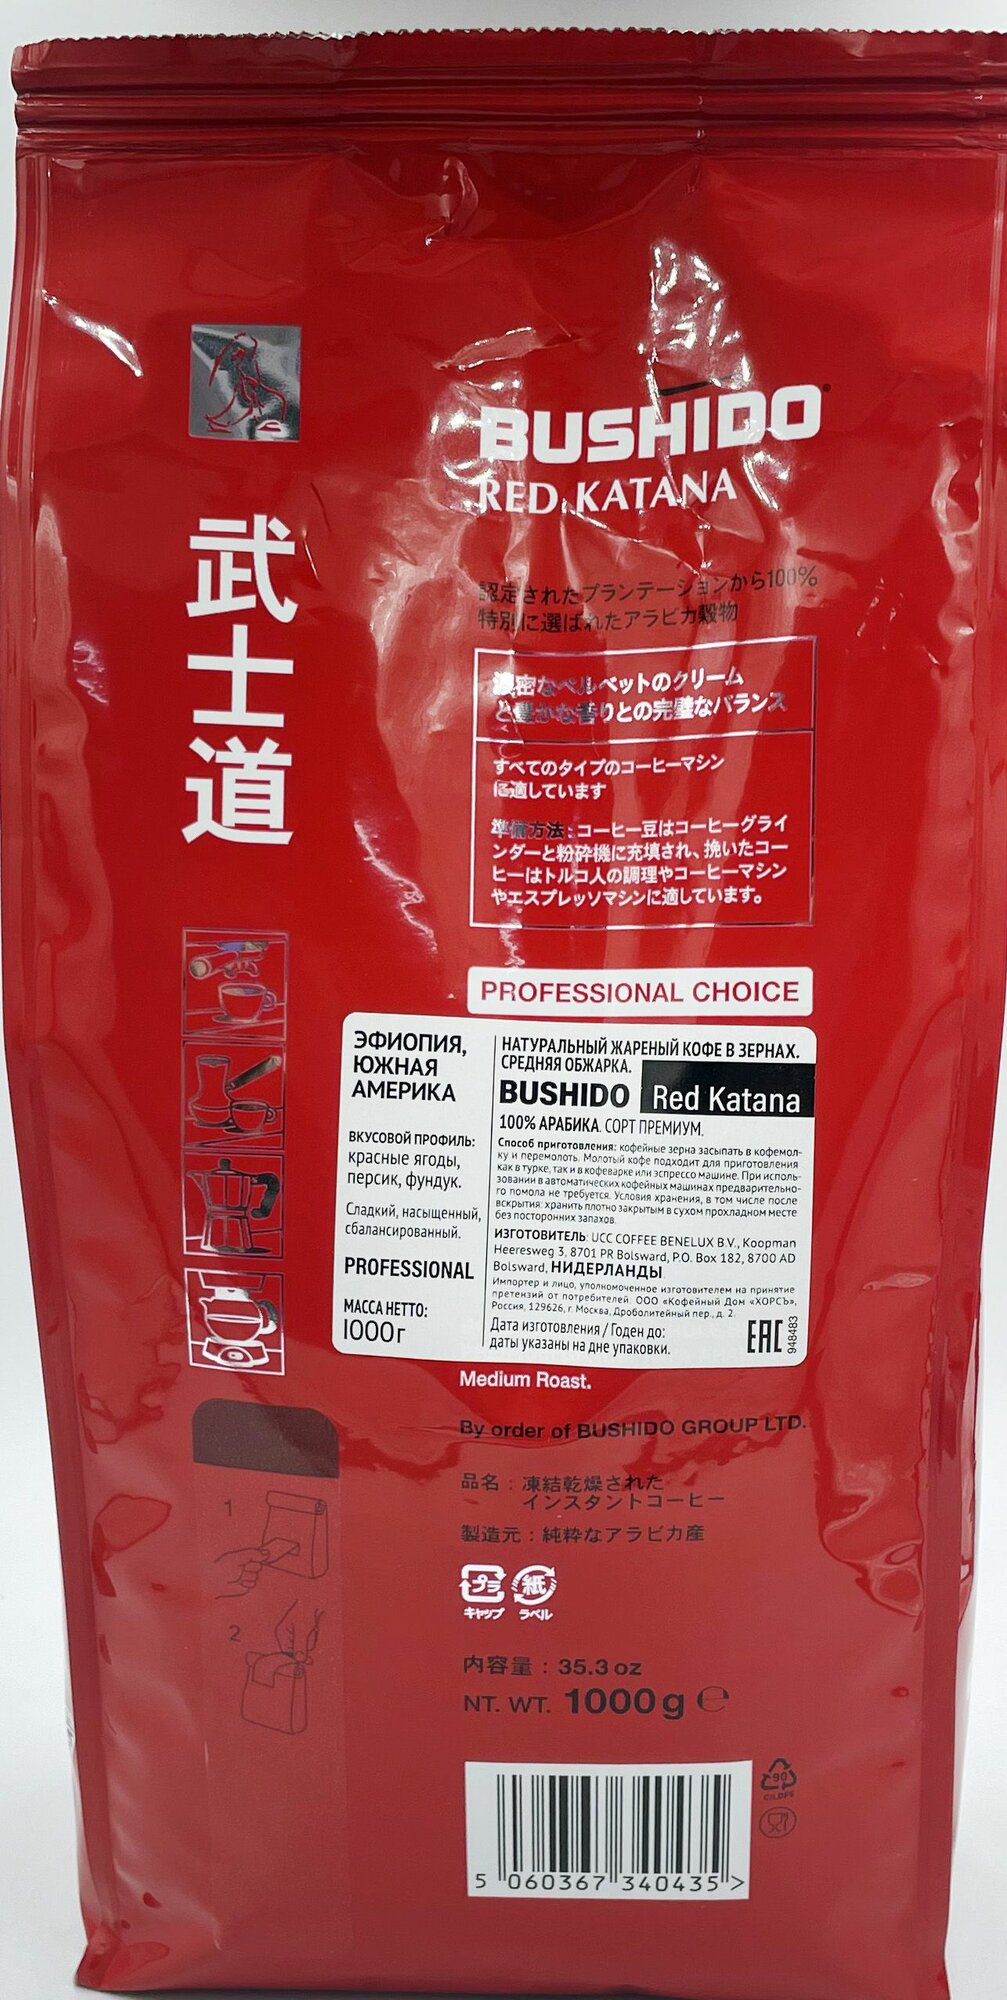 BUSHIDO
RED KATANA
武士道
認定されたプランテーションから100%
特別に選ばれたアラビカ穀物
濃密なベルベットのクリーム
と豊かな香りとの完璧なバランス
すべてのタイプのコーヒーマシン
に適しています
準備方法：コーヒー豆はコーヒーグライ
ンダーと粉砕機に充填され、挽いたコー
ヒーはトルコ人の調理やコーヒーマシン
やエスプレッソマシンに適しています。
PROFESSIONAL CHOICE
ЭФИОПИЯ,
ЮЖНАЯ
АМЕРИКА
ВКУСОВОЙ ПРОФИЛЬ:
красные ягоды,
персик, фундук.
Сладкий, насыщенный,
сбалансированный.
PROFESSIONAL
МАССА НЕТТО:
1000г
НАТУРАЛЬНЫЙ ЖАРЕНЫЙ КОФЕ В ЗЕРНАХ.
СРЕДНЯЯ ОБЖАРКА.
BUSHIDO Red Katana
100% АРАБИКА. СОРТ ПРЕМИУМ.
Способ приготовления: кофейные зерна засыпать в кофемол-
ку и перемолоть. Молотый кофе подходит для приготовления
как в турке, так и в кофеварке или эспрессо машине. При исполь-
зовании в автоматических кофейных машинах предварительно-
го помола не требуется. Условия хранения, в том числе после
вскрытия: хранить плотно закрытым в сухом прохладном месте
без посторонних запахов.
ИЗГОТОВИТЕЛЬ: UCC COFFEE BENELUX B.V., Koopman
Heeresweg 3, 8701 PR Bolsward, P.O. Box 182, 8700 AD
Bolsward, НИДЕРЛАНДЫ.
Импортер и лицо, уполномоченное изготовителем на принятие
претензий от потребителей: ООО «Кофейный Дом «ХОРСЪ»,
Россия, 129626, г. Москва, Дроболитейный пер., д. 2.
Дата изготовления / Годен до:
даты указаны на дне упаковки.
EAC
948483
Medium Roast.
By order of BUSHIDO GROUP LTD.
品名：凍結乾燥された
インスタントコーヒー
製造元：純粋なアラビカ産
1
2
プラ 紙
キャップ ラベル
内容量：35.3 oz
NT. WT. 1000 g ℮
90
C/LDPE
5 060367 340435 >